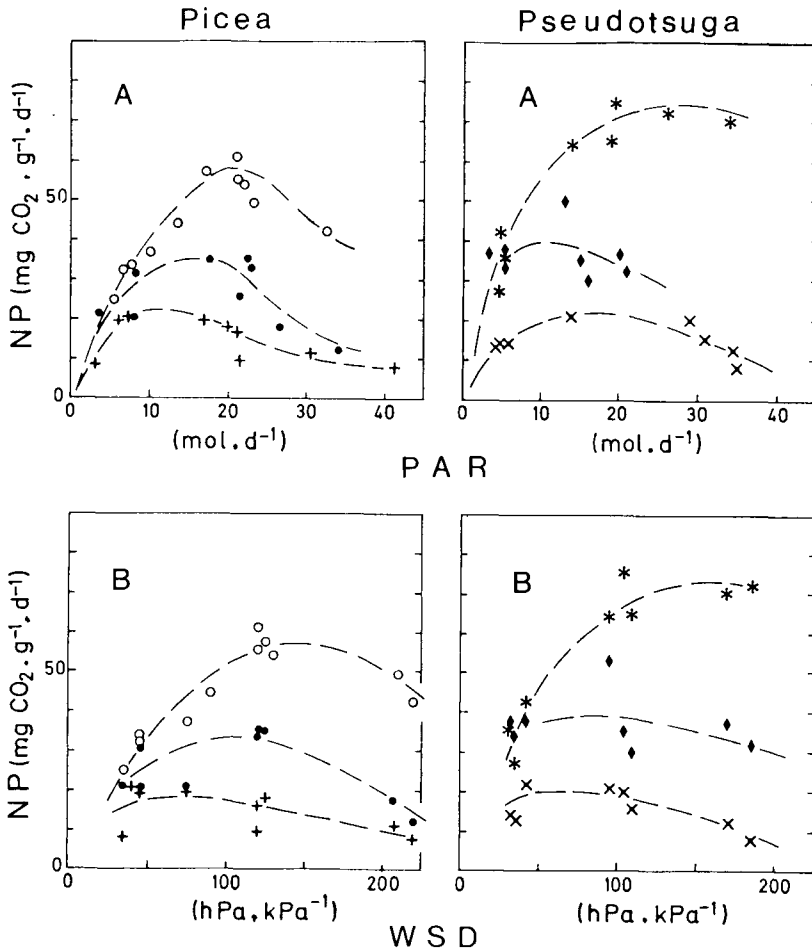 Picea
Pseudotsuga
A
A
NP (mg CO₂ . g⁻¹. d⁻¹)
50
0
0 10 20 30 40
0 10 20 30 40
(mol.d⁻¹)
(mol.d⁻¹)
PAR
B
B
NP (mg CO₂ . g⁻¹. d⁻¹)
50
0
0 100 200
0 100 200
(hPa.kPa⁻¹)
(hPa.kPa⁻¹)
WSD